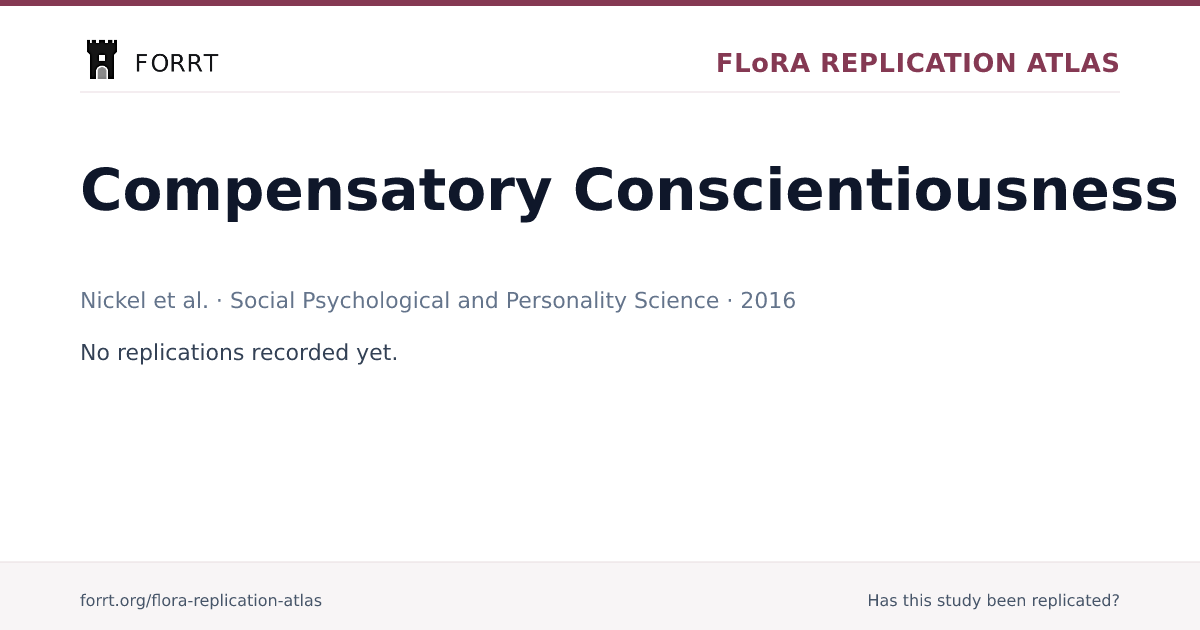 FORRT
FLoRA REPLICATION ATLAS
Compensatory Conscientiousness
Nickel et al. · Social Psychological and Personality Science · 2016
No replications recorded yet.
forrt.org/flora-replication-atlas
Has this study been replicated?